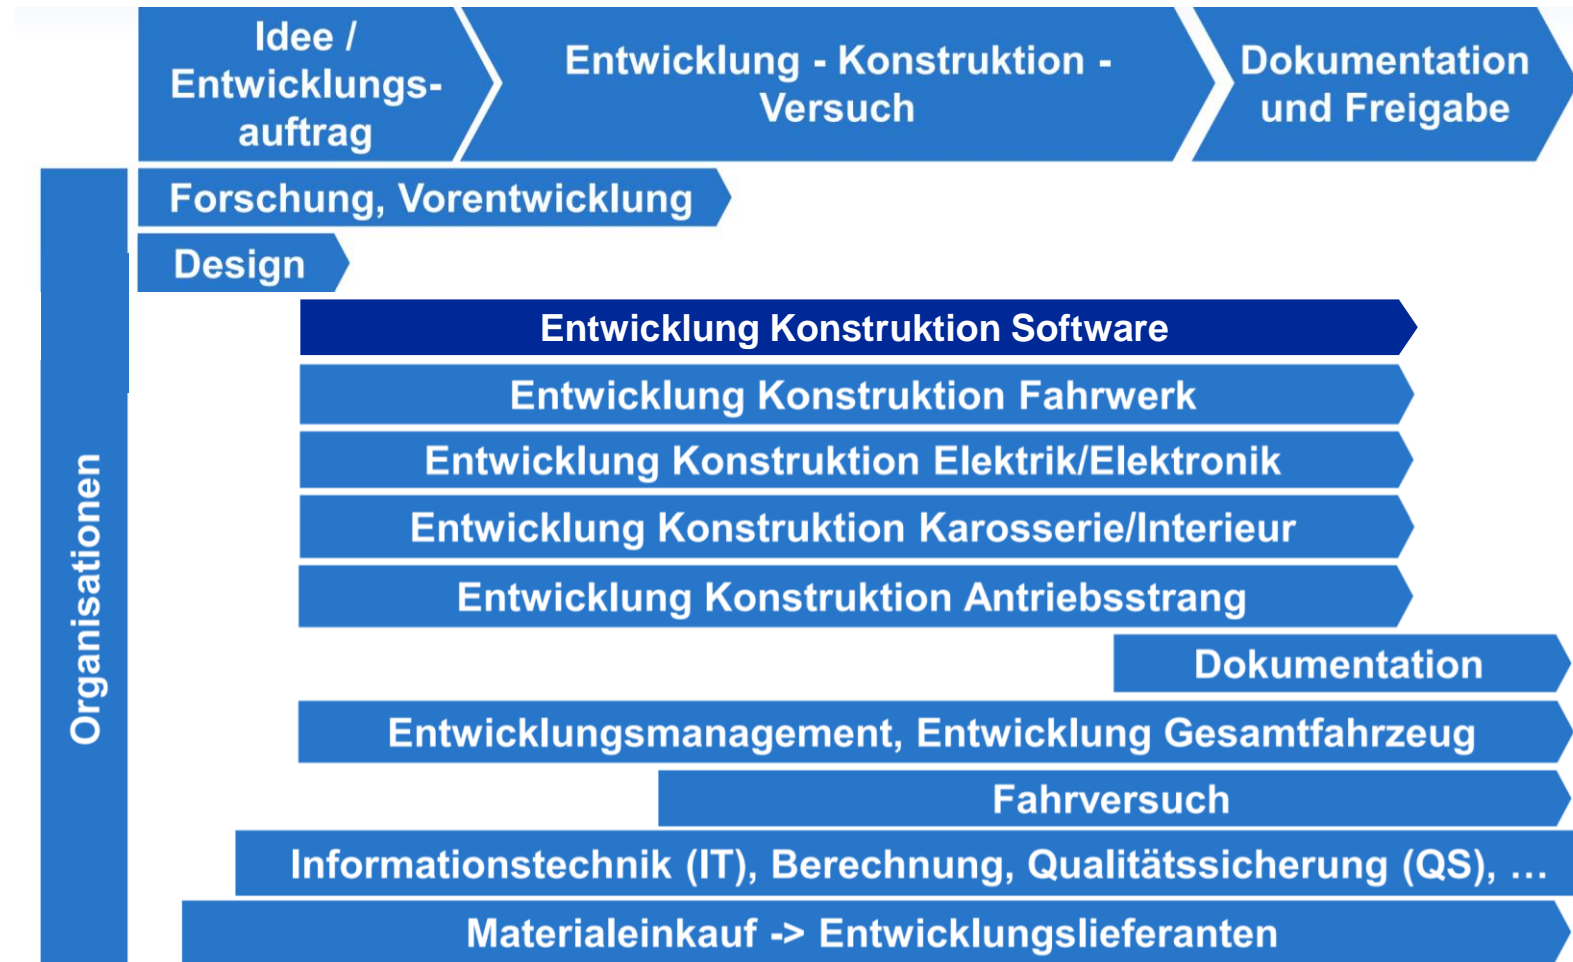 Idee /
Entwicklungs-
auftrag
Entwicklung - Konstruktion -
Versuch
Dokumentation
und Freigabe
Organisationen
Forschung, Vorentwicklung
Design
Entwicklung Konstruktion Software
Entwicklung Konstruktion Fahrwerk
Entwicklung Konstruktion Elektrik/Elektronik
Entwicklung Konstruktion Karosserie/Interieur
Entwicklung Konstruktion Antriebsstrang
Dokumentation
Entwicklungsmanagement, Entwicklung Gesamtfahrzeug
Fahrversuch
Informationstechnik (IT), Berechnung, Qualitätssicherung (QS), …
Materialeinkauf -> Entwicklungslieferanten